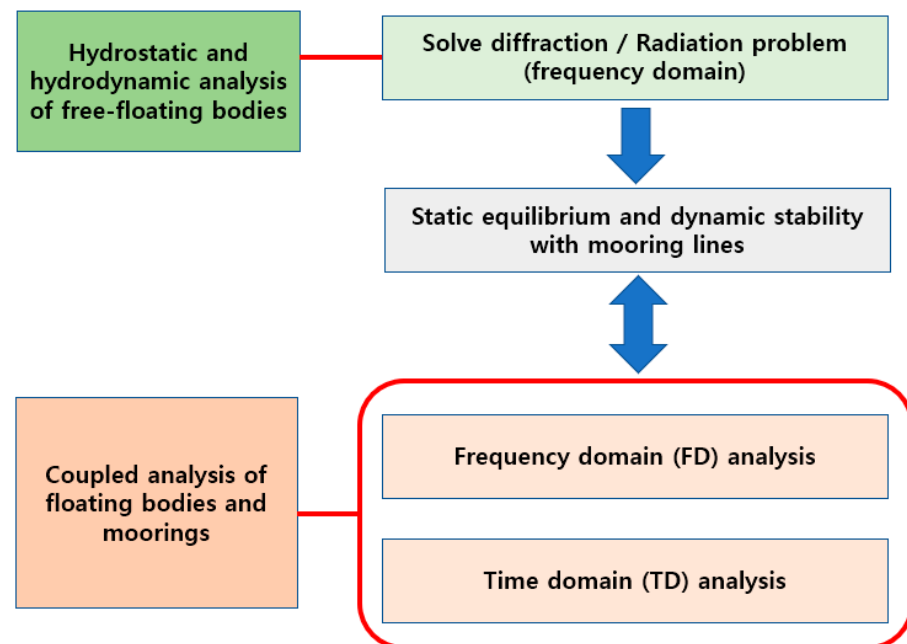 Hydrostatic and
hydrodynamic analysis
of free-floating bodies
Solve diffraction / Radiation problem
(frequency domain)
Static equilibrium and dynamic stability
with mooring lines
Coupled analysis of
floating bodies and
moorings
Frequency domain (FD) analysis
Time domain (TD) analysis